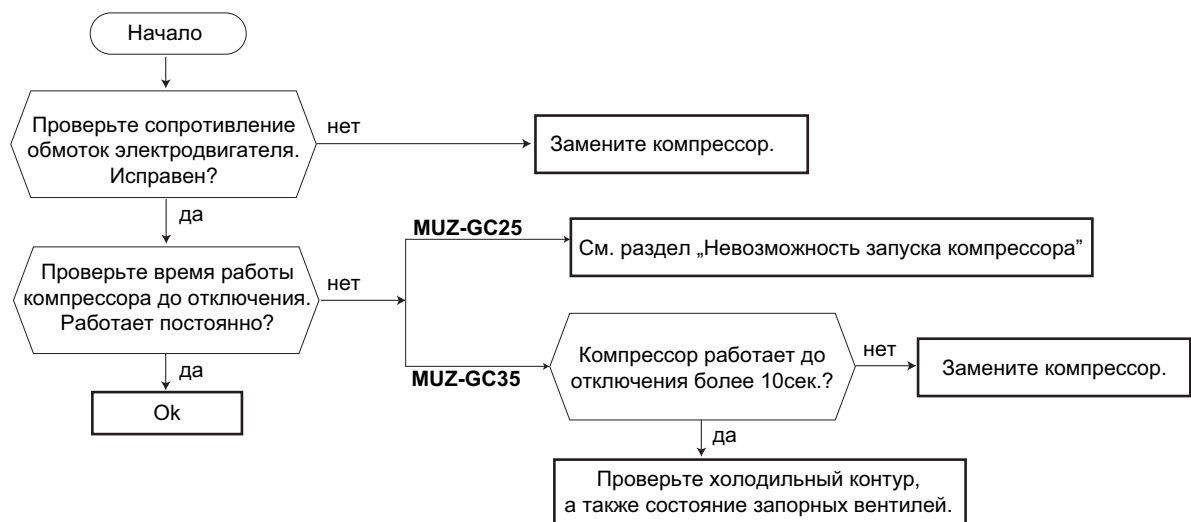 Начало
Проверьте сопротивление
обмоток электродвигателя.
Исправен?
нет
Замените компрессор.
да
MUZ-GC25
См. раздел „Невозможность запуска компрессора”
Проверьте время работы
компрессора до отключения.
Работает постоянно?
нет
MUZ-GC35
Компрессор работает до
отключения более 10сек.?
нет
Замените компрессор.
да
Ok
да
Проверьте холодильный контур,
а также состояние запорных вентилей.